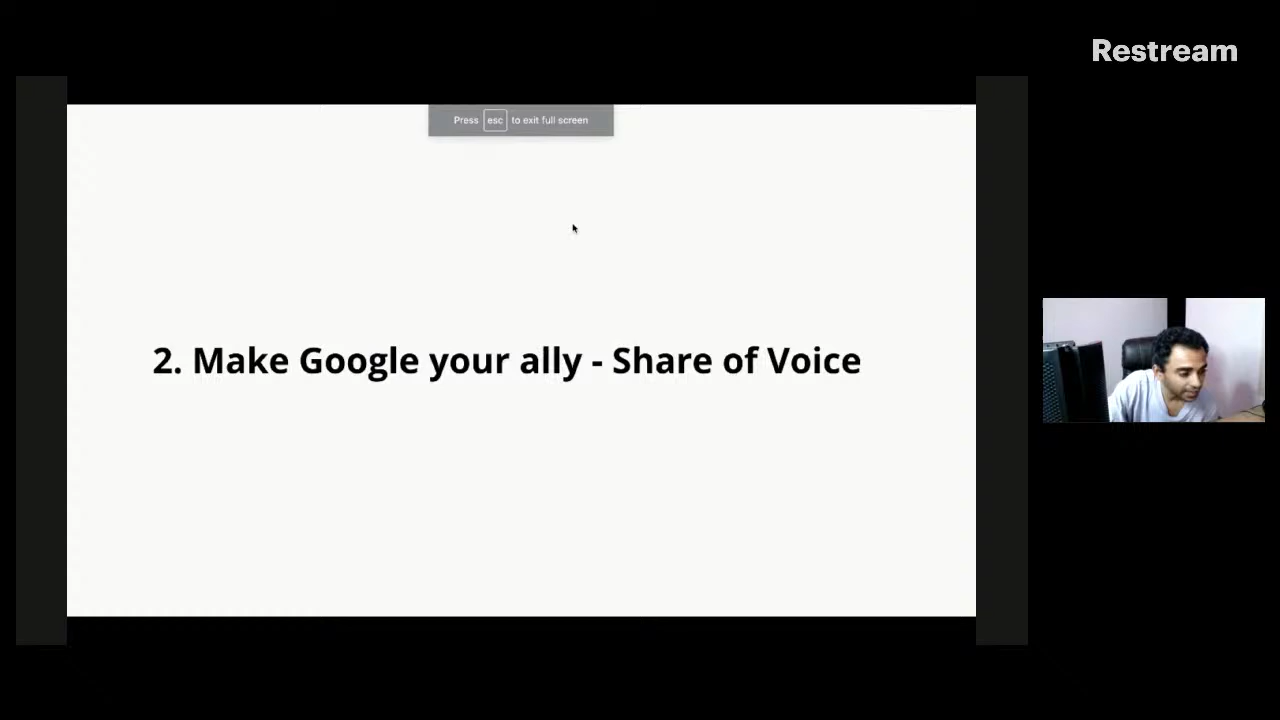 Restream
Press esc to exit full screen
2. Make Google your ally - Share of Voice